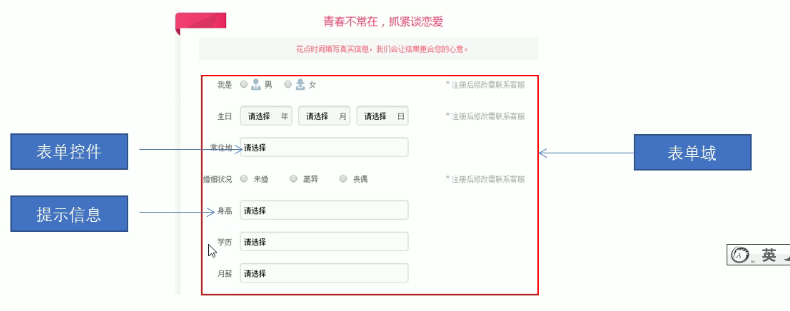 青春不常在，抓紧谈恋爱
花点时间填写真实信息，我们会让结果更合您的心意。
我是 男 女 *注册后修改需联系客服
生日 请选择 年 请选择 月 请选择 日 *注册后修改需联系客服
表单控件
常住地 请选择
表单域
婚姻状况 未婚 离异 丧偶 *注册后修改需联系客服
提示信息
身高 请选择
学历 请选择
月薪 请选择
英